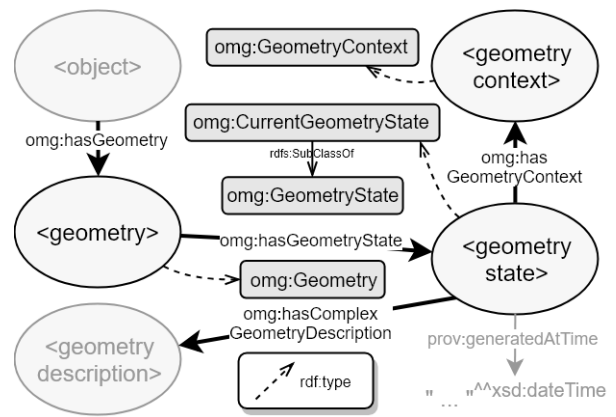 <object>
omg:GeometryContext
<geometry
context>
omg:hasGeometry
omg:CurrentGeometryState
rdfs:SubClassOf
omg:has
GeometryContext
omg:GeometryState
<geometry>
omg:hasGeometryState
<geometry
state>
omg:Geometry
omg:hasComplex
GeometryDescription
<geometry
description>
prov:generatedAtTime
rdf:type
" ... "^^xsd:dateTime